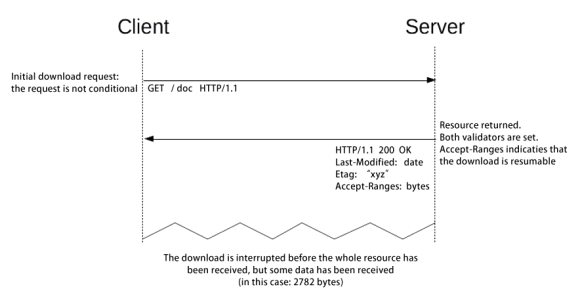 Client
Server
Initial download request:
the request is not conditional
GET / doc HTTP/1.1
Resource returned.
Both validators are set.
Accept-Ranges indicaties that
the download is resumable
HTTP/1.1 200 OK
Last-Modified: date
Etag: "xyz"
Accept-Ranges: bytes
The download is interrupted before the whole resource has
been received, but some data has been received
(in this case: 2782 bytes)